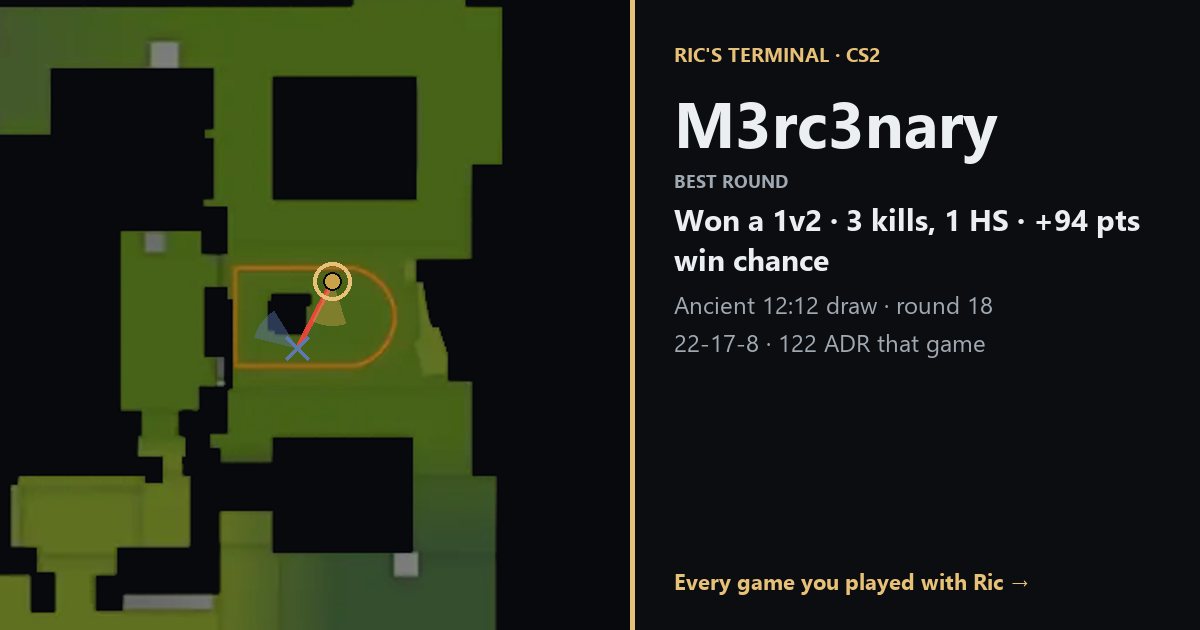 RIC'S TERMINAL · CS2
M3rc3nary
BEST ROUND
Won a 1v2 · 3 kills, 1 HS · +94 pts
win chance
Ancient 12:12 draw · round 18
22-17-8 · 122 ADR that game
Every game you played with Ric →